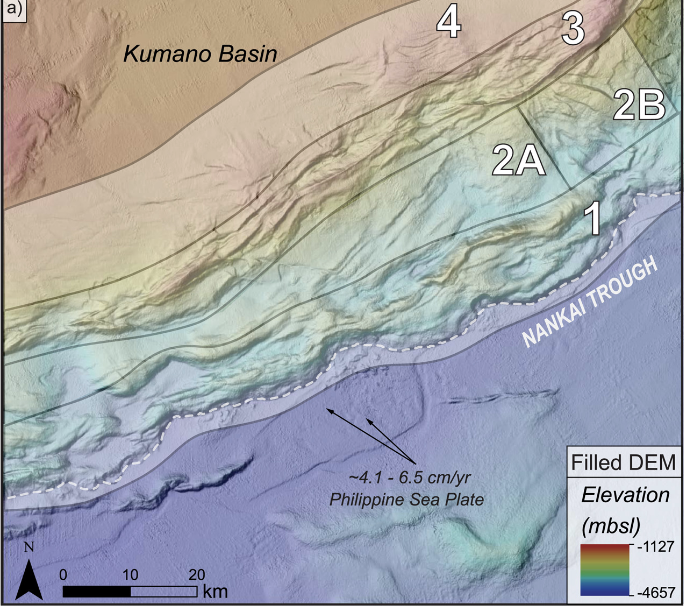 a)
4
3
Kumano Basin
2B
2A
1
NANKAI TROUGH
~4.1 - 6.5 cm/yr
Philippine Sea Plate
Filled DEM
Elevation
(mbsl)
-1127
-4657
N
0 10 20
km